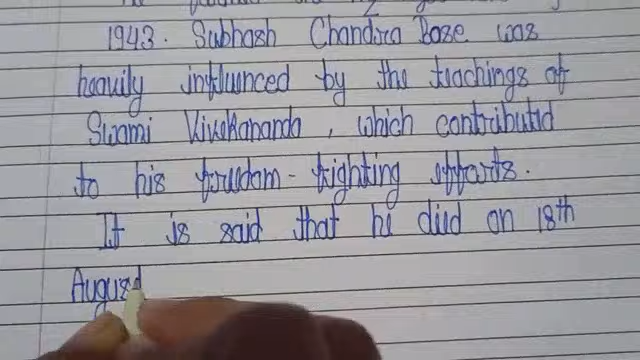 1943. Subhash Chandra Bose was
heavily influenced by the teachings of
Swami Vivekananda, which contributed
to his freedom-fighting efforts.
It is said that he died on 18th
August